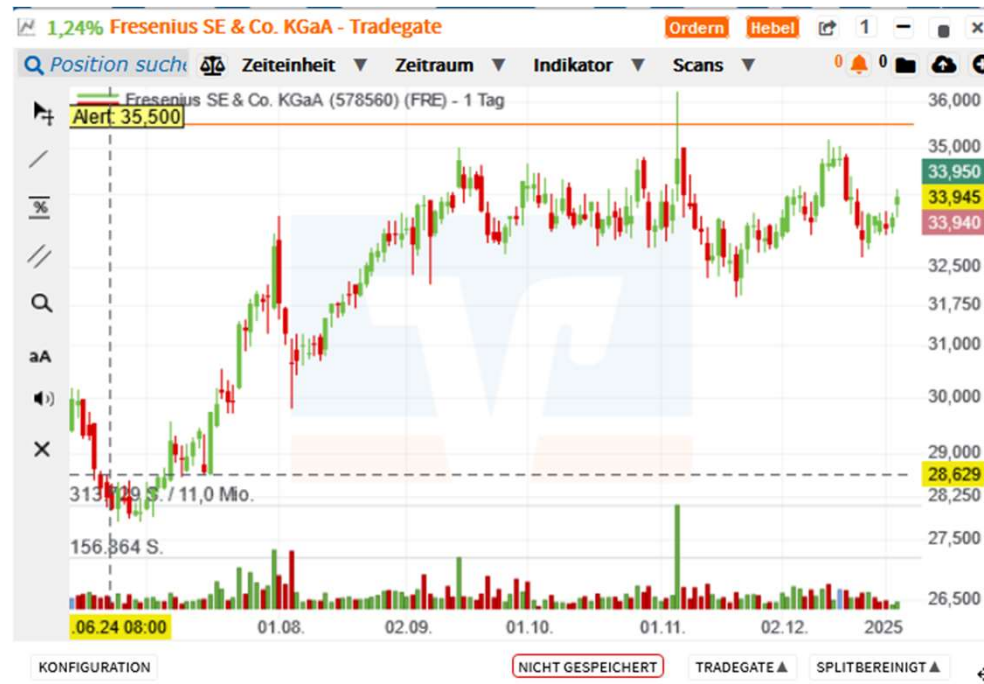 1,24% Fresenius SE & Co. KGaA - Tradegate
Ordern
Hebel
1
Position suche
Zeiteinheit ▼
Zeitraum ▼
Indikator ▼
Scans ▼
0
0
Fresenius SE & Co. KGaA (578560) (FRE) - 1 Tag
Alert: 35,500
36,000
35,000
33,950
33,945
33,940
32,500
31,750
31,000
30,000
29,000
28,629
28,250
27,500
26,500
%
aA
313.729 S. / 11,0 Mio.
156.864 S.
.06.24 08:00
01.08.
02.09.
01.10.
01.11.
02.12.
2025
KONFIGURATION
NICHT GESPEICHERT
TRADEGATE▲
SPLITBEREINIGT▲